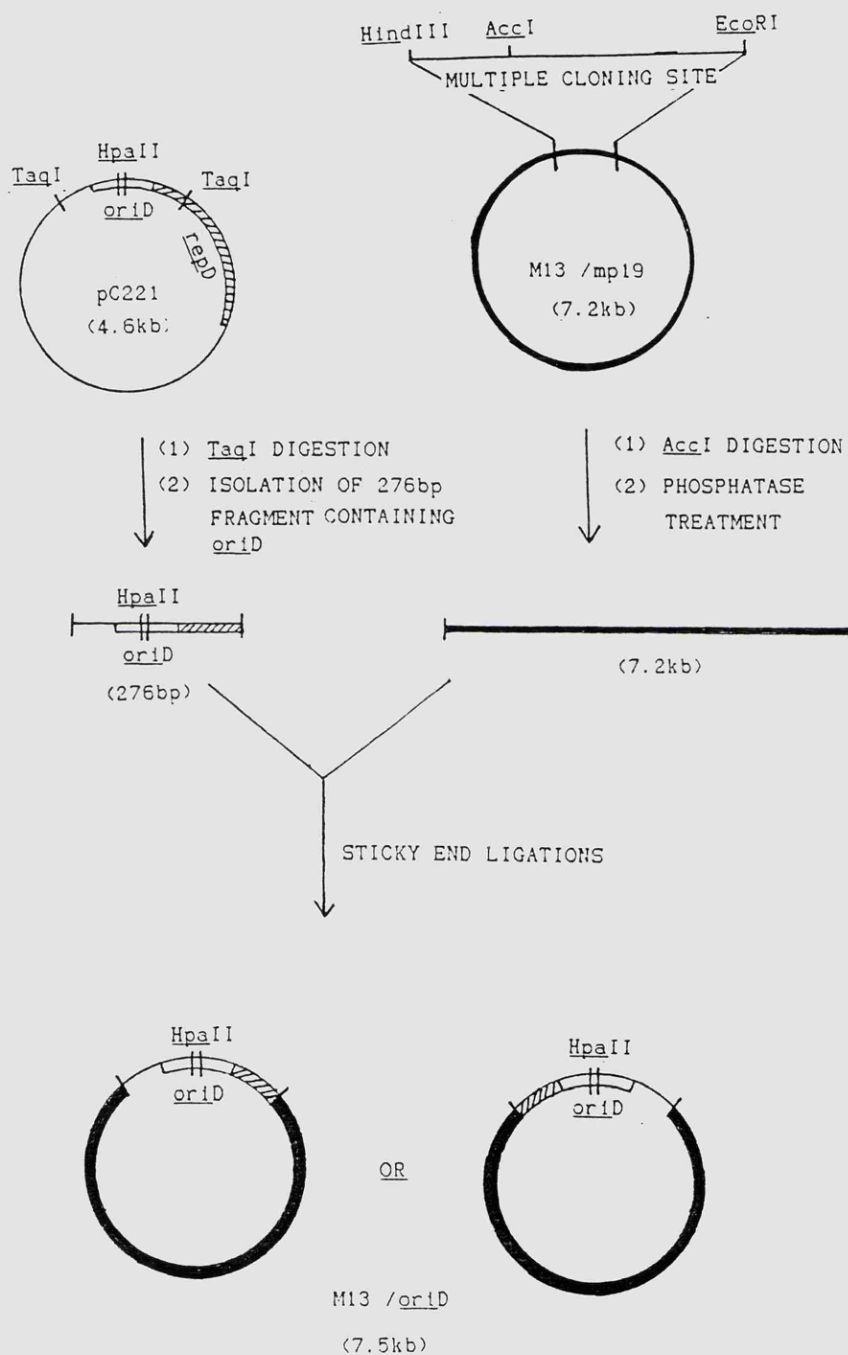 HindIII AccI EcoRI
MULTIPLE CLONING SITE
HpaII
TaqI TaqI
oriD
repD
pC221
(4.6kb)
M13 /mp19
(7.2kb)
(1) TaqI DIGESTION
(2) ISOLATION OF 276bp
FRAGMENT CONTAINING
oriD
(1) AccI DIGESTION
(2) PHOSPHATASE
TREATMENT
HpaII
oriD
(276bp)
(7.2kb)
STICKY END LIGATIONS
HpaII
oriD
OR
HpaII
oriD
M13 /oriD
(7.5kb)